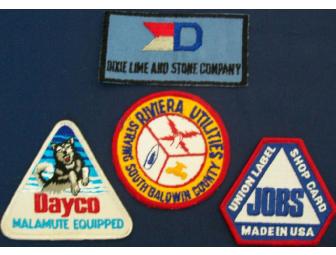 D
DIXIE LIME AND STONE COMPANY
RIVIERA UTILITIES
SERVING SOUTH BALDWIN COUNTY
Dayco
MALAMUTE EQUIPPED
UNION LABEL
SHOP CARD
JOBS
MADE IN USA